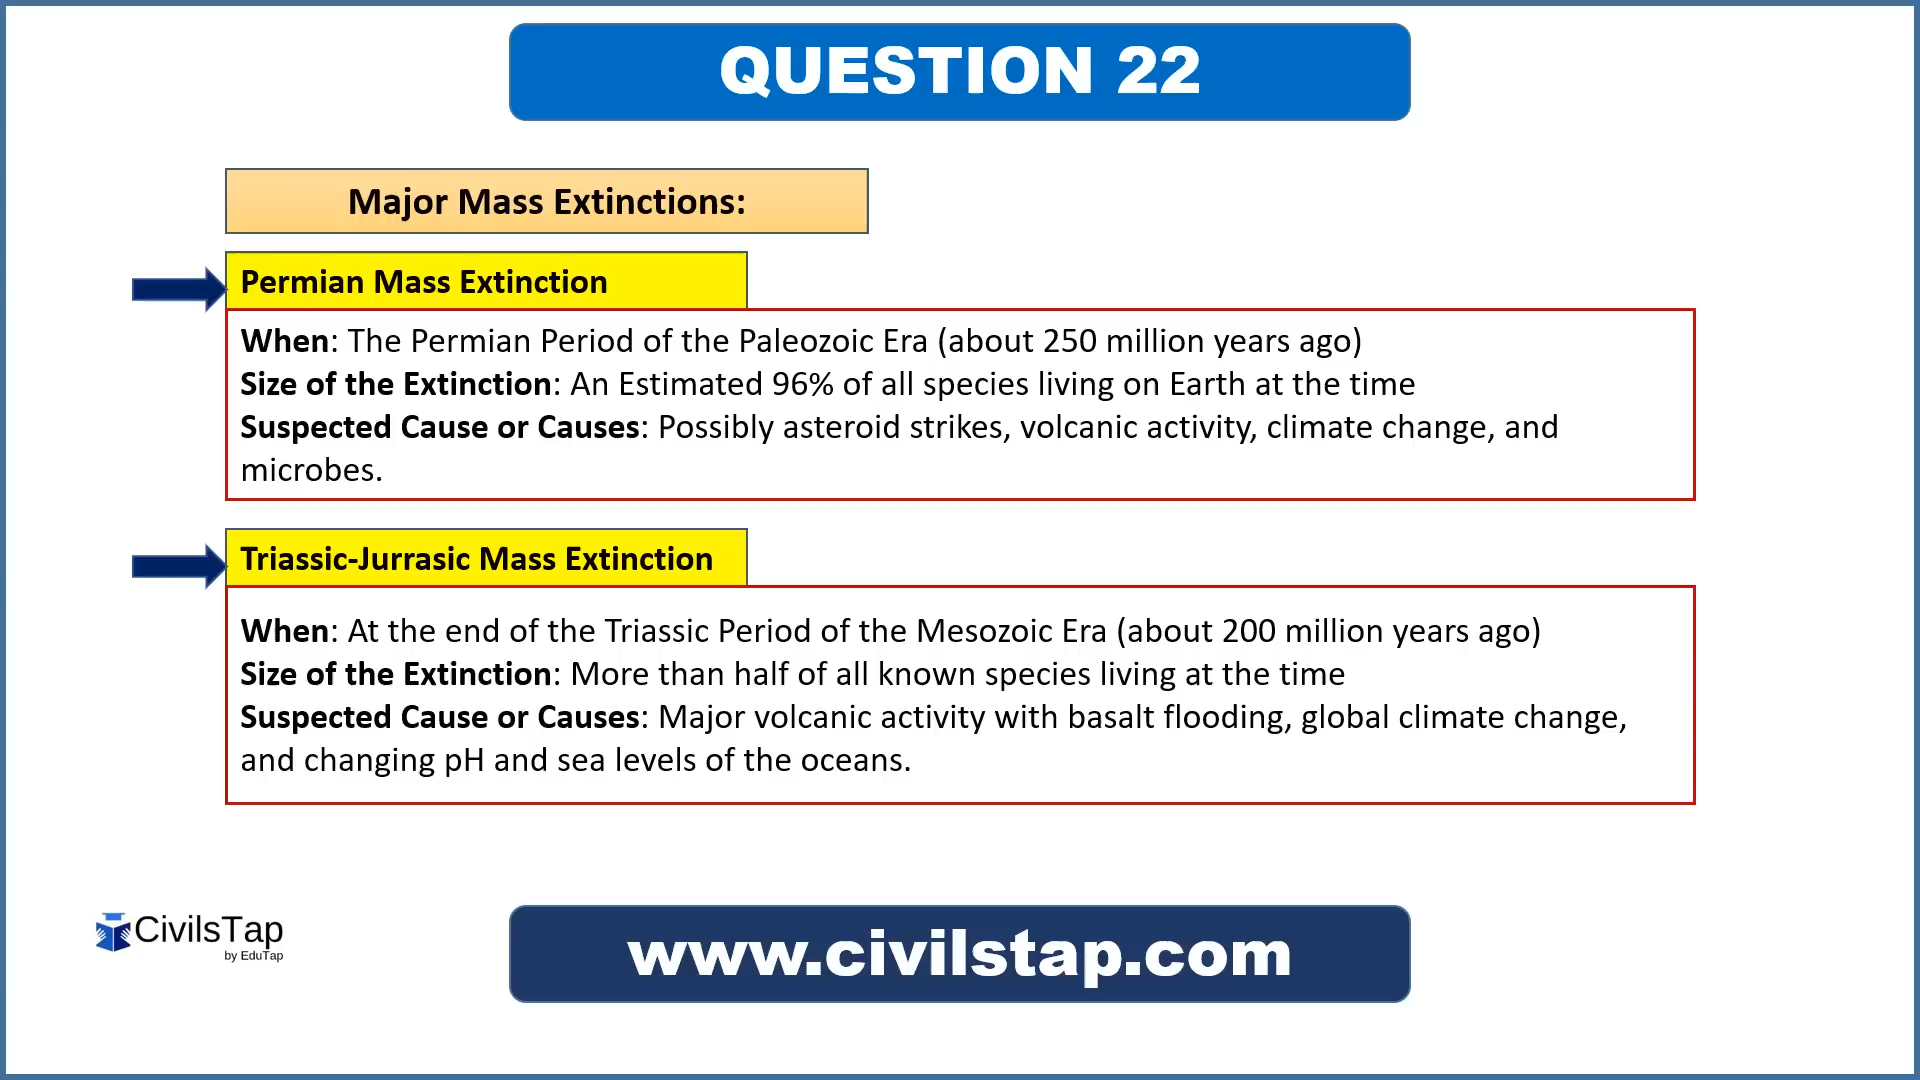 QUESTION 22
Major Mass Extinctions:
Permian Mass Extinction
When: The Permian Period of the Paleozoic Era (about 250 million years ago)
Size of the Extinction: An Estimated 96% of all species living on Earth at the time
Suspected Cause or Causes: Possibly asteroid strikes, volcanic activity, climate change, and
microbes.
Triassic-Jurrasic Mass Extinction
When: At the end of the Triassic Period of the Mesozoic Era (about 200 million years ago)
Size of the Extinction: More than half of all known species living at the time
Suspected Cause or Causes: Major volcanic activity with basalt flooding, global climate change,
and changing pH and sea levels of the oceans.
CivilsTap
by EduTap
www.civilstap.com